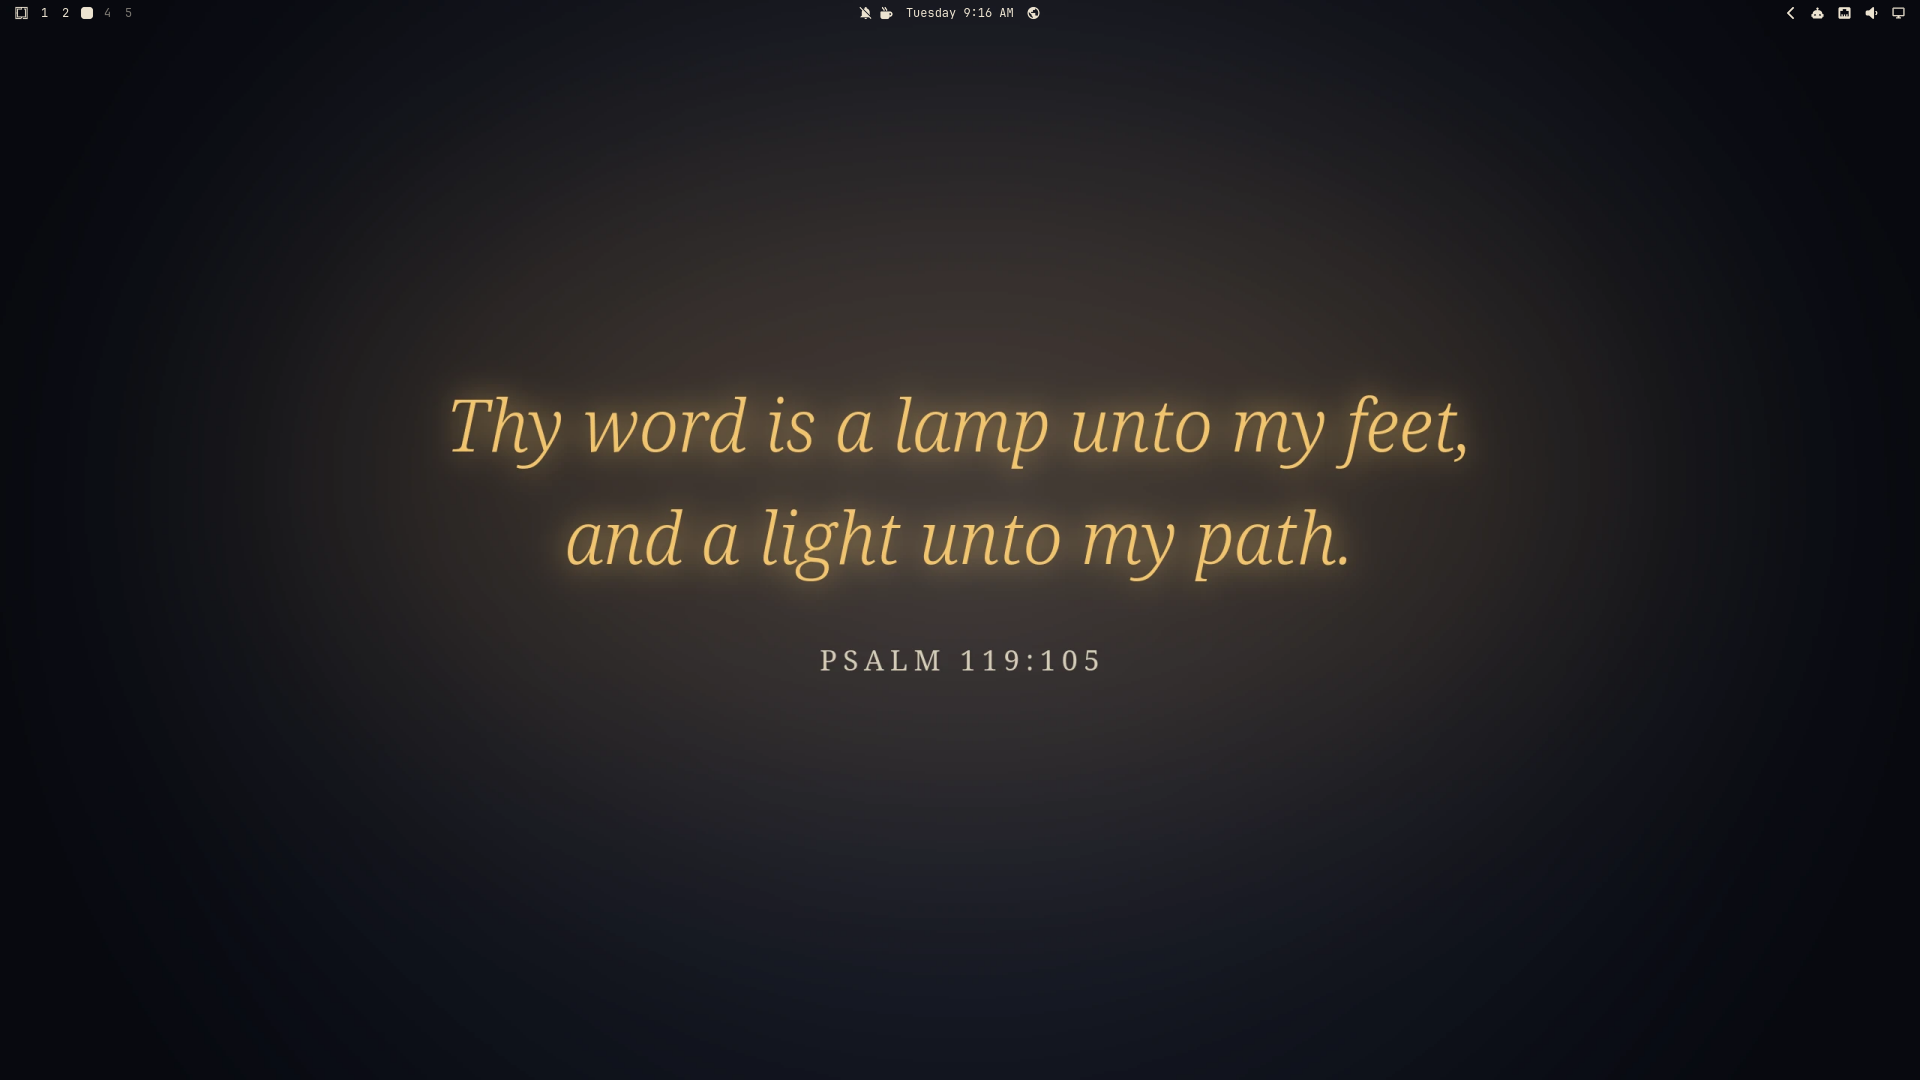 1 2 4 5
Tuesday 9:16 AM
Thy word is a lamp unto my feet,
and a light unto my path.
PSALM 119:105